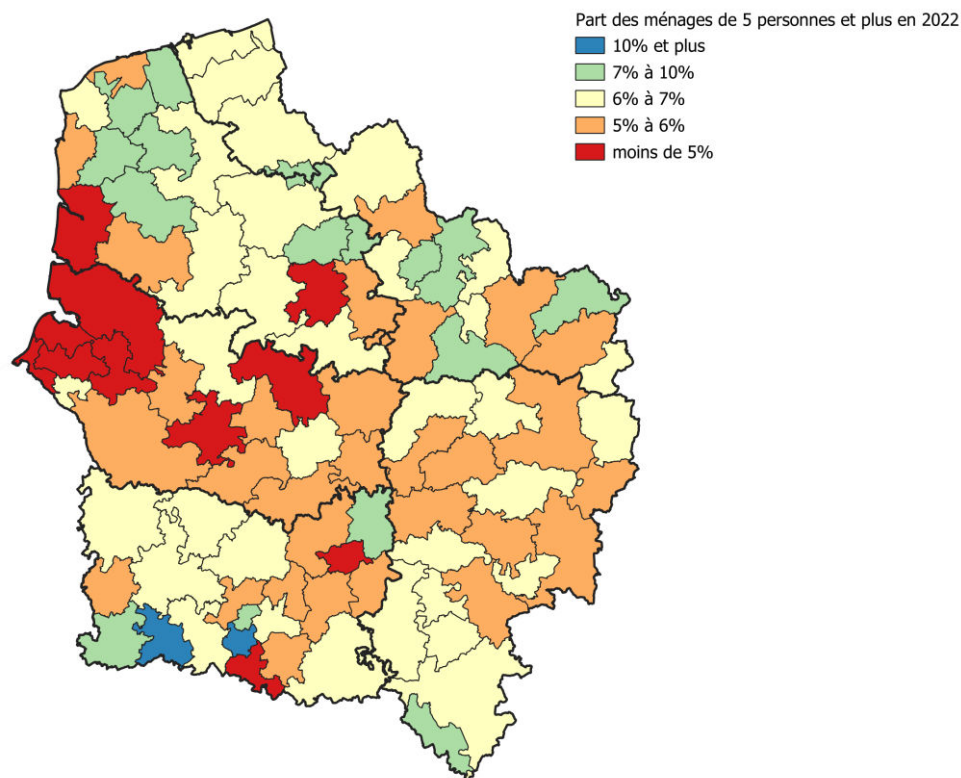 Part des ménages de 5 personnes et plus en 2022
10% et plus
7% à 10%
6% à 7%
5% à 6%
moins de 5%